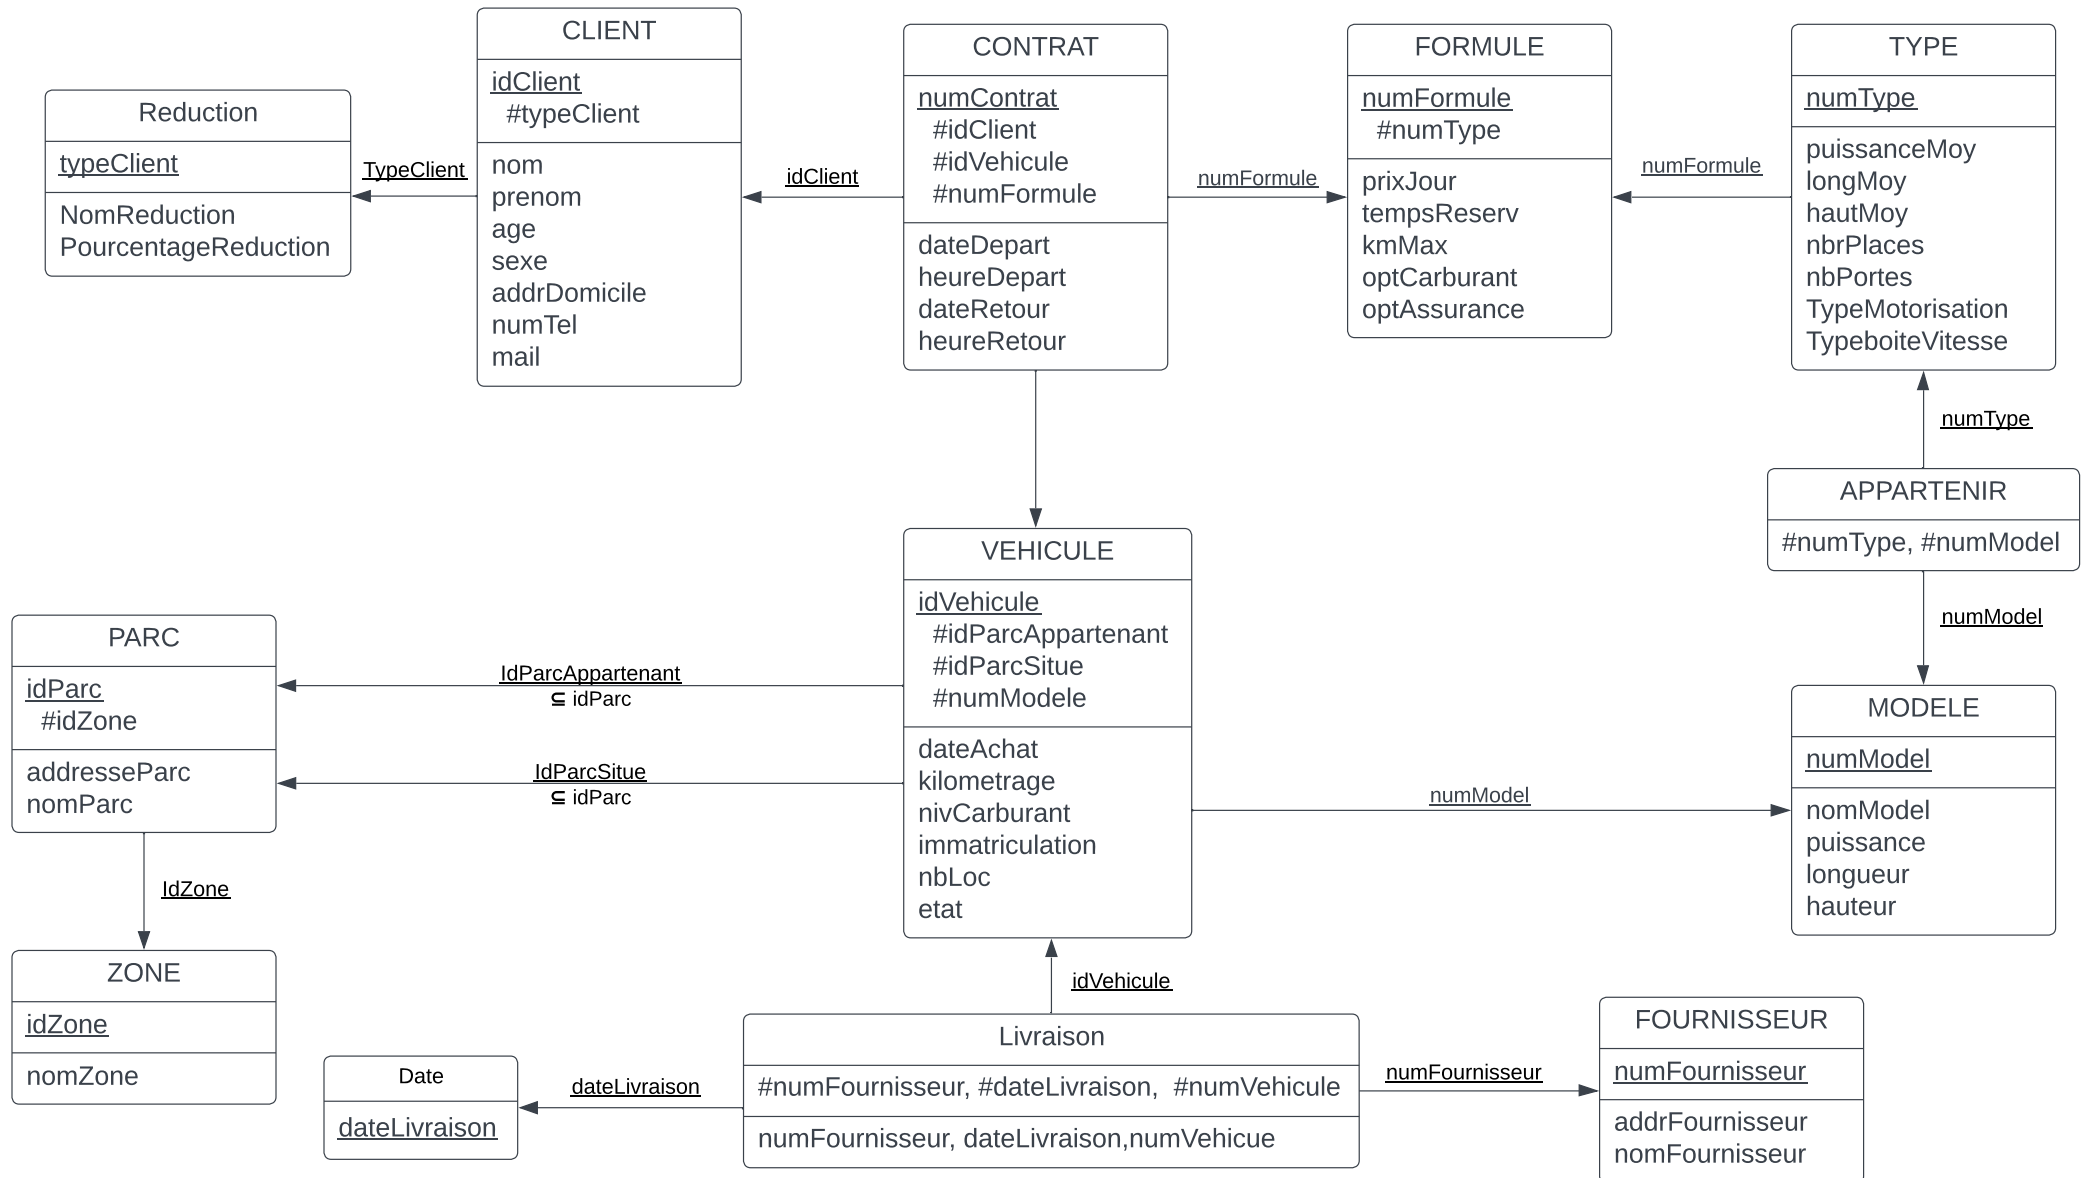 CLIENT
idClient
#typeClient
nom
prenom
age
sexe
addrDomicile
numTel
mail
CONTRAT
numContrat
#idClient
#idVehicule
#numFormule
dateDepart
heureDepart
dateRetour
heureRetour
FORMULE
numFormule
#numType
prixJour
tempsReserv
kmMax
optCarburant
optAssurance
TYPE
numType
puissanceMoy
longMoy
hautMoy
nbrPlaces
nbPortes
TypeMotorisation
TypeboiteVitesse
Reduction
typeClient
NomReduction
PourcentageReduction
TypeClient
idClient
numFormule
numFormule
numType
APPARTENIR
#numType, #numModel
numModel
VEHICULE
idVehicule
#idParcAppartenant
#idParcSitue
#numModele
dateAchat
kilometrage
nivCarburant
immatriculation
nbLoc
etat
PARC
idParc
#idZone
addresseParc
nomParc
IdParcAppartenant
⊆ idParc
IdParcSitue
⊆ idParc
numModel
MODELE
numModel
nomModel
puissance
longueur
hauteur
IdZone
ZONE
idZone
nomZone
idVehicule
Livraison
#numFournisseur, #dateLivraison, #numVehicule
numFournisseur, dateLivraison,numVehicue
Date
dateLivraison
dateLivraison
numFournisseur
FOURNISSEUR
numFournisseur
addrFournisseur
nomFournisseur